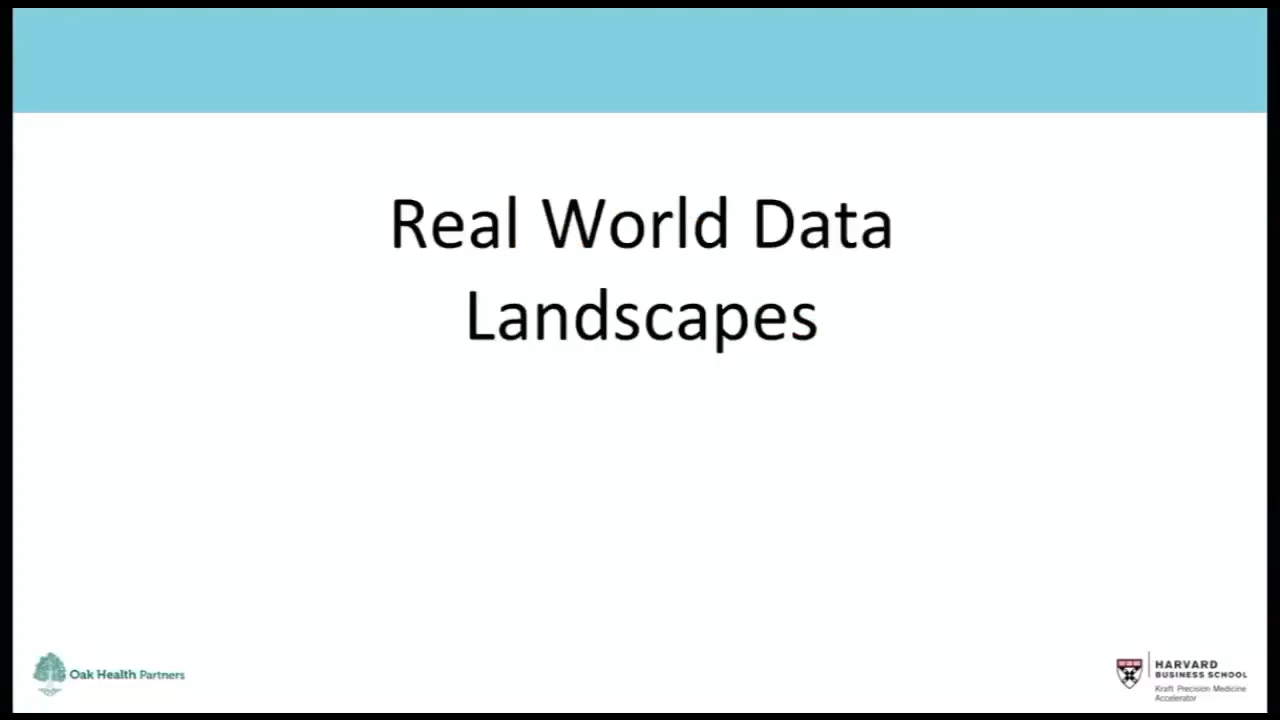 Real World Data
Landscapes
Oak Health Partners
HARVARD
BUSINESS SCHOOL
Kraft Precision Medicine
Accelerator